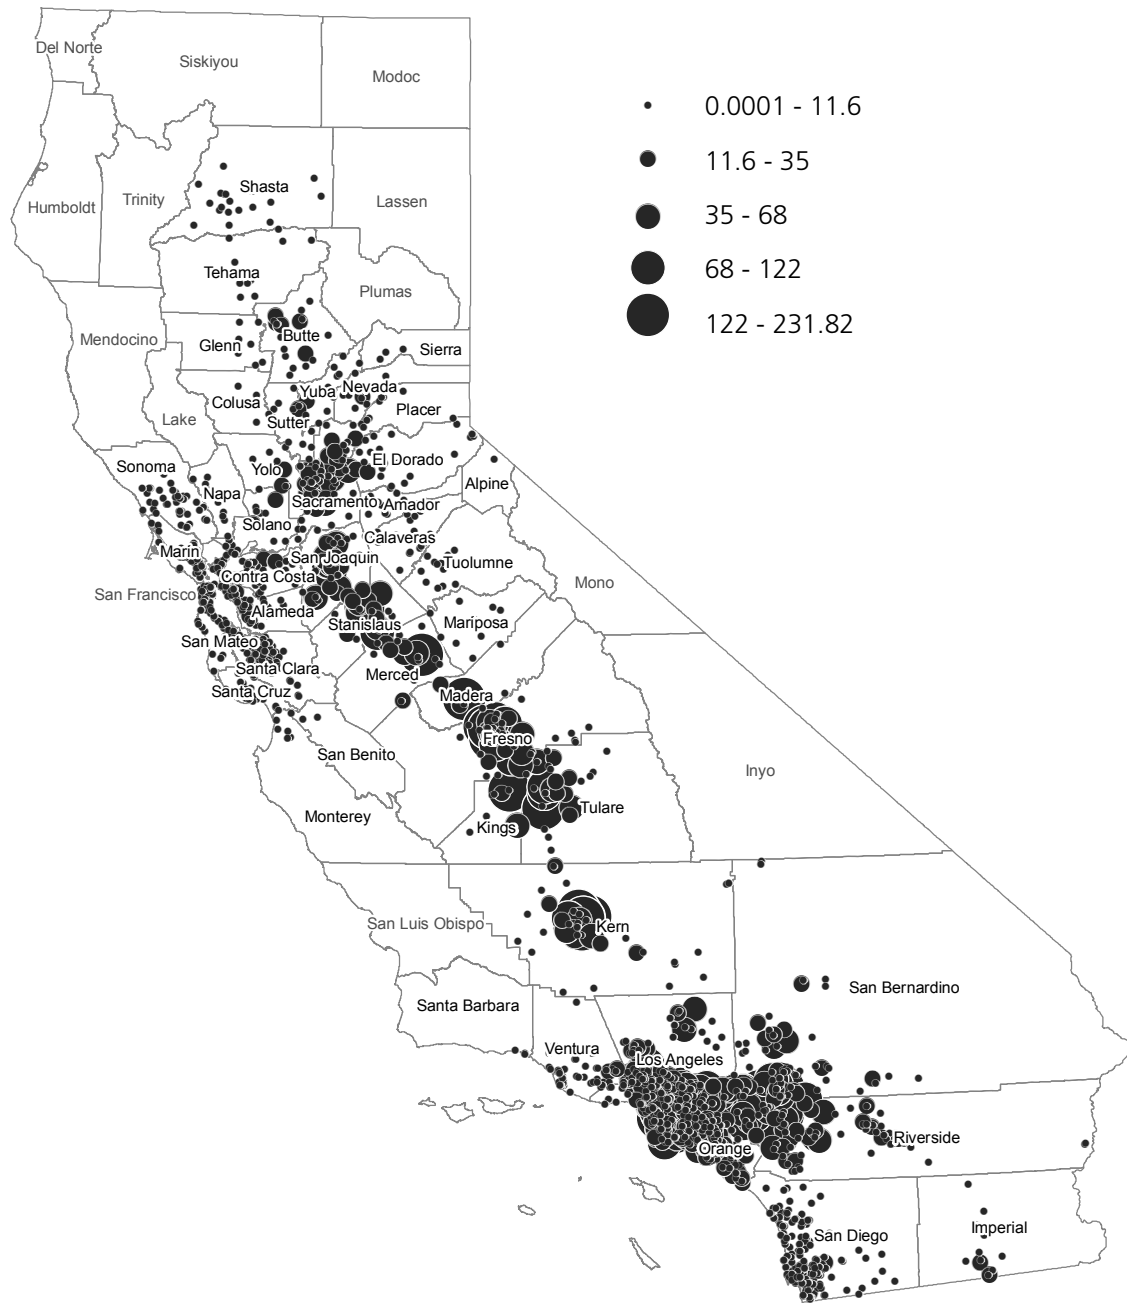 Del Norte
Siskiyou
Modoc
0.0001 - 11.6
11.6 - 35
35 - 68
68 - 122
122 - 231.82
Shasta
Humboldt
Trinity
Lassen
Tehama
Plumas
Mendocino
Glenn
Butte
Sierra
Colusa
Yuba
Nevada
Lake
Sutter
Placer
Sonoma
Yolo
El Dorado
Napa
Alpine
Sacramento
Amador
Solano
Calaveras
Marin
San Joaquin
Tuolumne
Contra Costa
Mono
San Francisco
Alameda
Stanislaus
Mariposa
San Mateo
Santa Clara
Merced
Santa Cruz
Madera
Fresno
San Benito
Inyo
Monterey
Tulare
Kings
San Luis Obispo
Kern
San Bernardino
Santa Barbara
Ventura
Los Angeles
Orange
Riverside
San Diego
Imperial